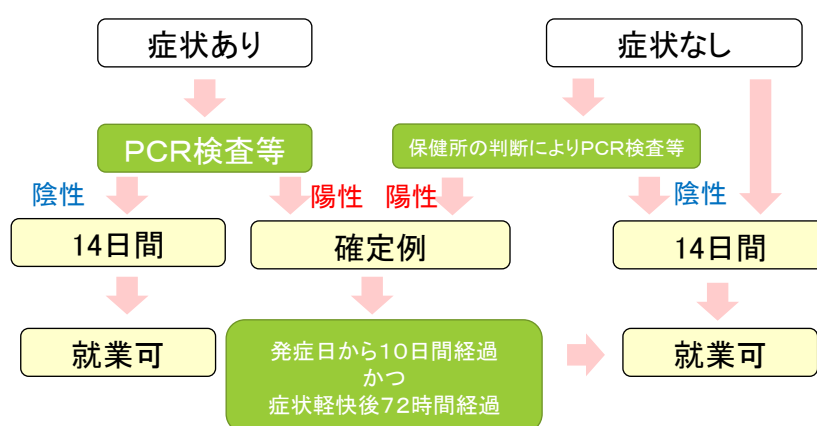 症状あり
症状なし
PCR検査等
保健所の判断によりPCR検査等
陰性
陽性
陽性
陰性
14日間
確定例
14日間
就業可
発症日から10日間経過
かつ
症状軽快後72時間経過
就業可